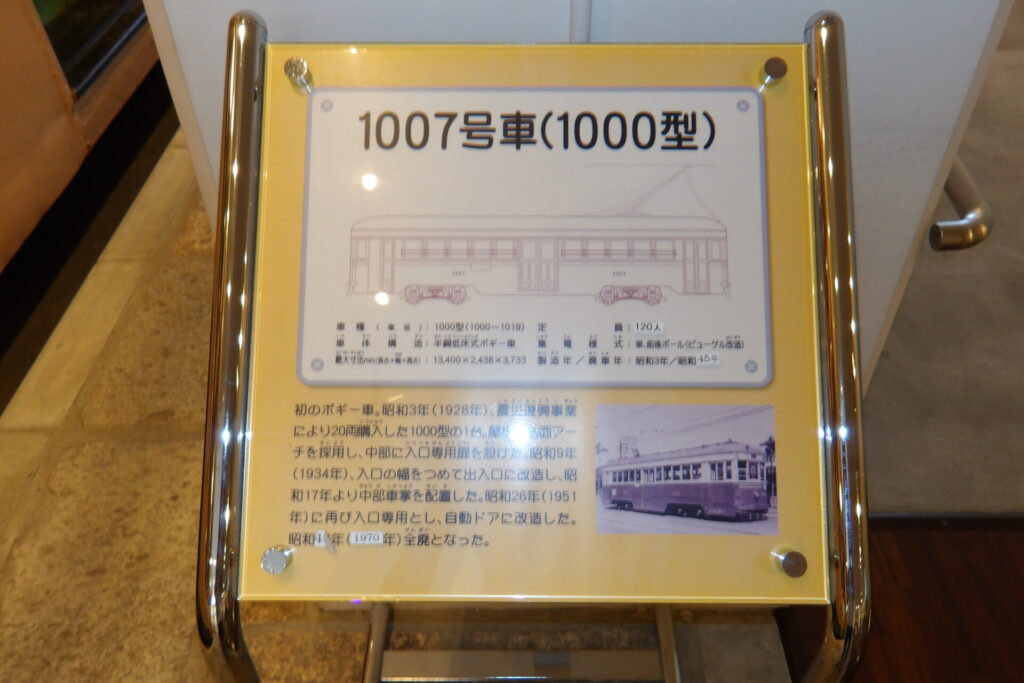 1007号車(1000型)
1007 1007
車種(車号):1000型(1000〜1019) 定員:120人
車体構造:半鋼低床式ボギー車 集電様式:単、前後ポール(ビューゲル改造)
最大寸法mm(長さ×幅×高さ):13,400×2,438×3,733 製造年/廃車年:昭和3年/昭和45年
初のボギー車。昭和3年(1928年)、震災復興事業
により20両購入した1000型の1台。屋根 アー
チを採用し、中部に入口専用扉を設けた。昭和9年
(1934年)、入口の幅をつめて出入口に改造し、昭
和17年より中部車掌を配置した。昭和26年(1951
年)に再び入口専用とし、自動ドアに改造した。
昭和 年(1970年)全廃となった。